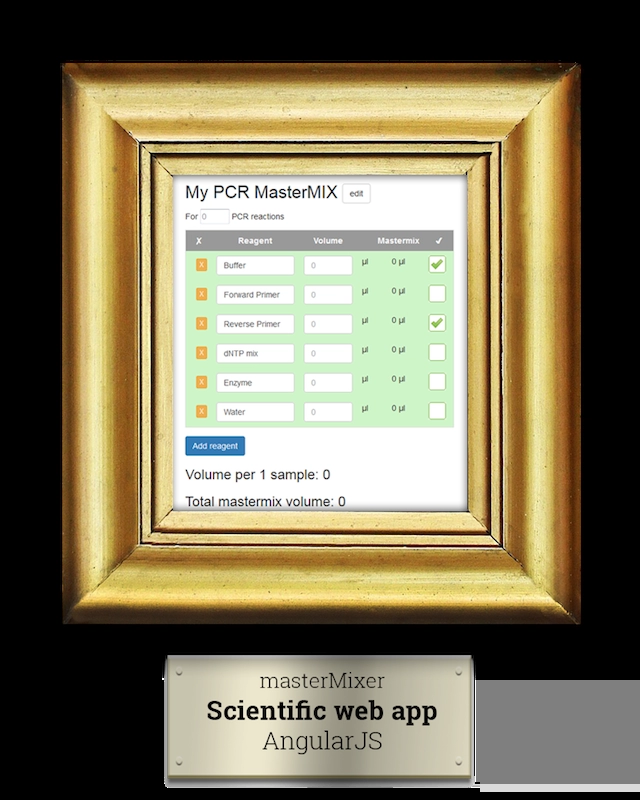 My PCR MasterMIX edit
For 0 PCR reactions
X Reagent Volume Mastermix ✓
X Buffer 0 µl 0 µl ✓
X Forward Primer 0 µl 0 µl
X Reverse Primer 0 µl 0 µl ✓
X dNTP mix 0 µl 0 µl
X Enzyme 0 µl 0 µl
X Water 0 µl 0 µl
Add reagent
Volume per 1 sample: 0
Total mastermix volume: 0
masterMixer
Scientific web app
AngularJS